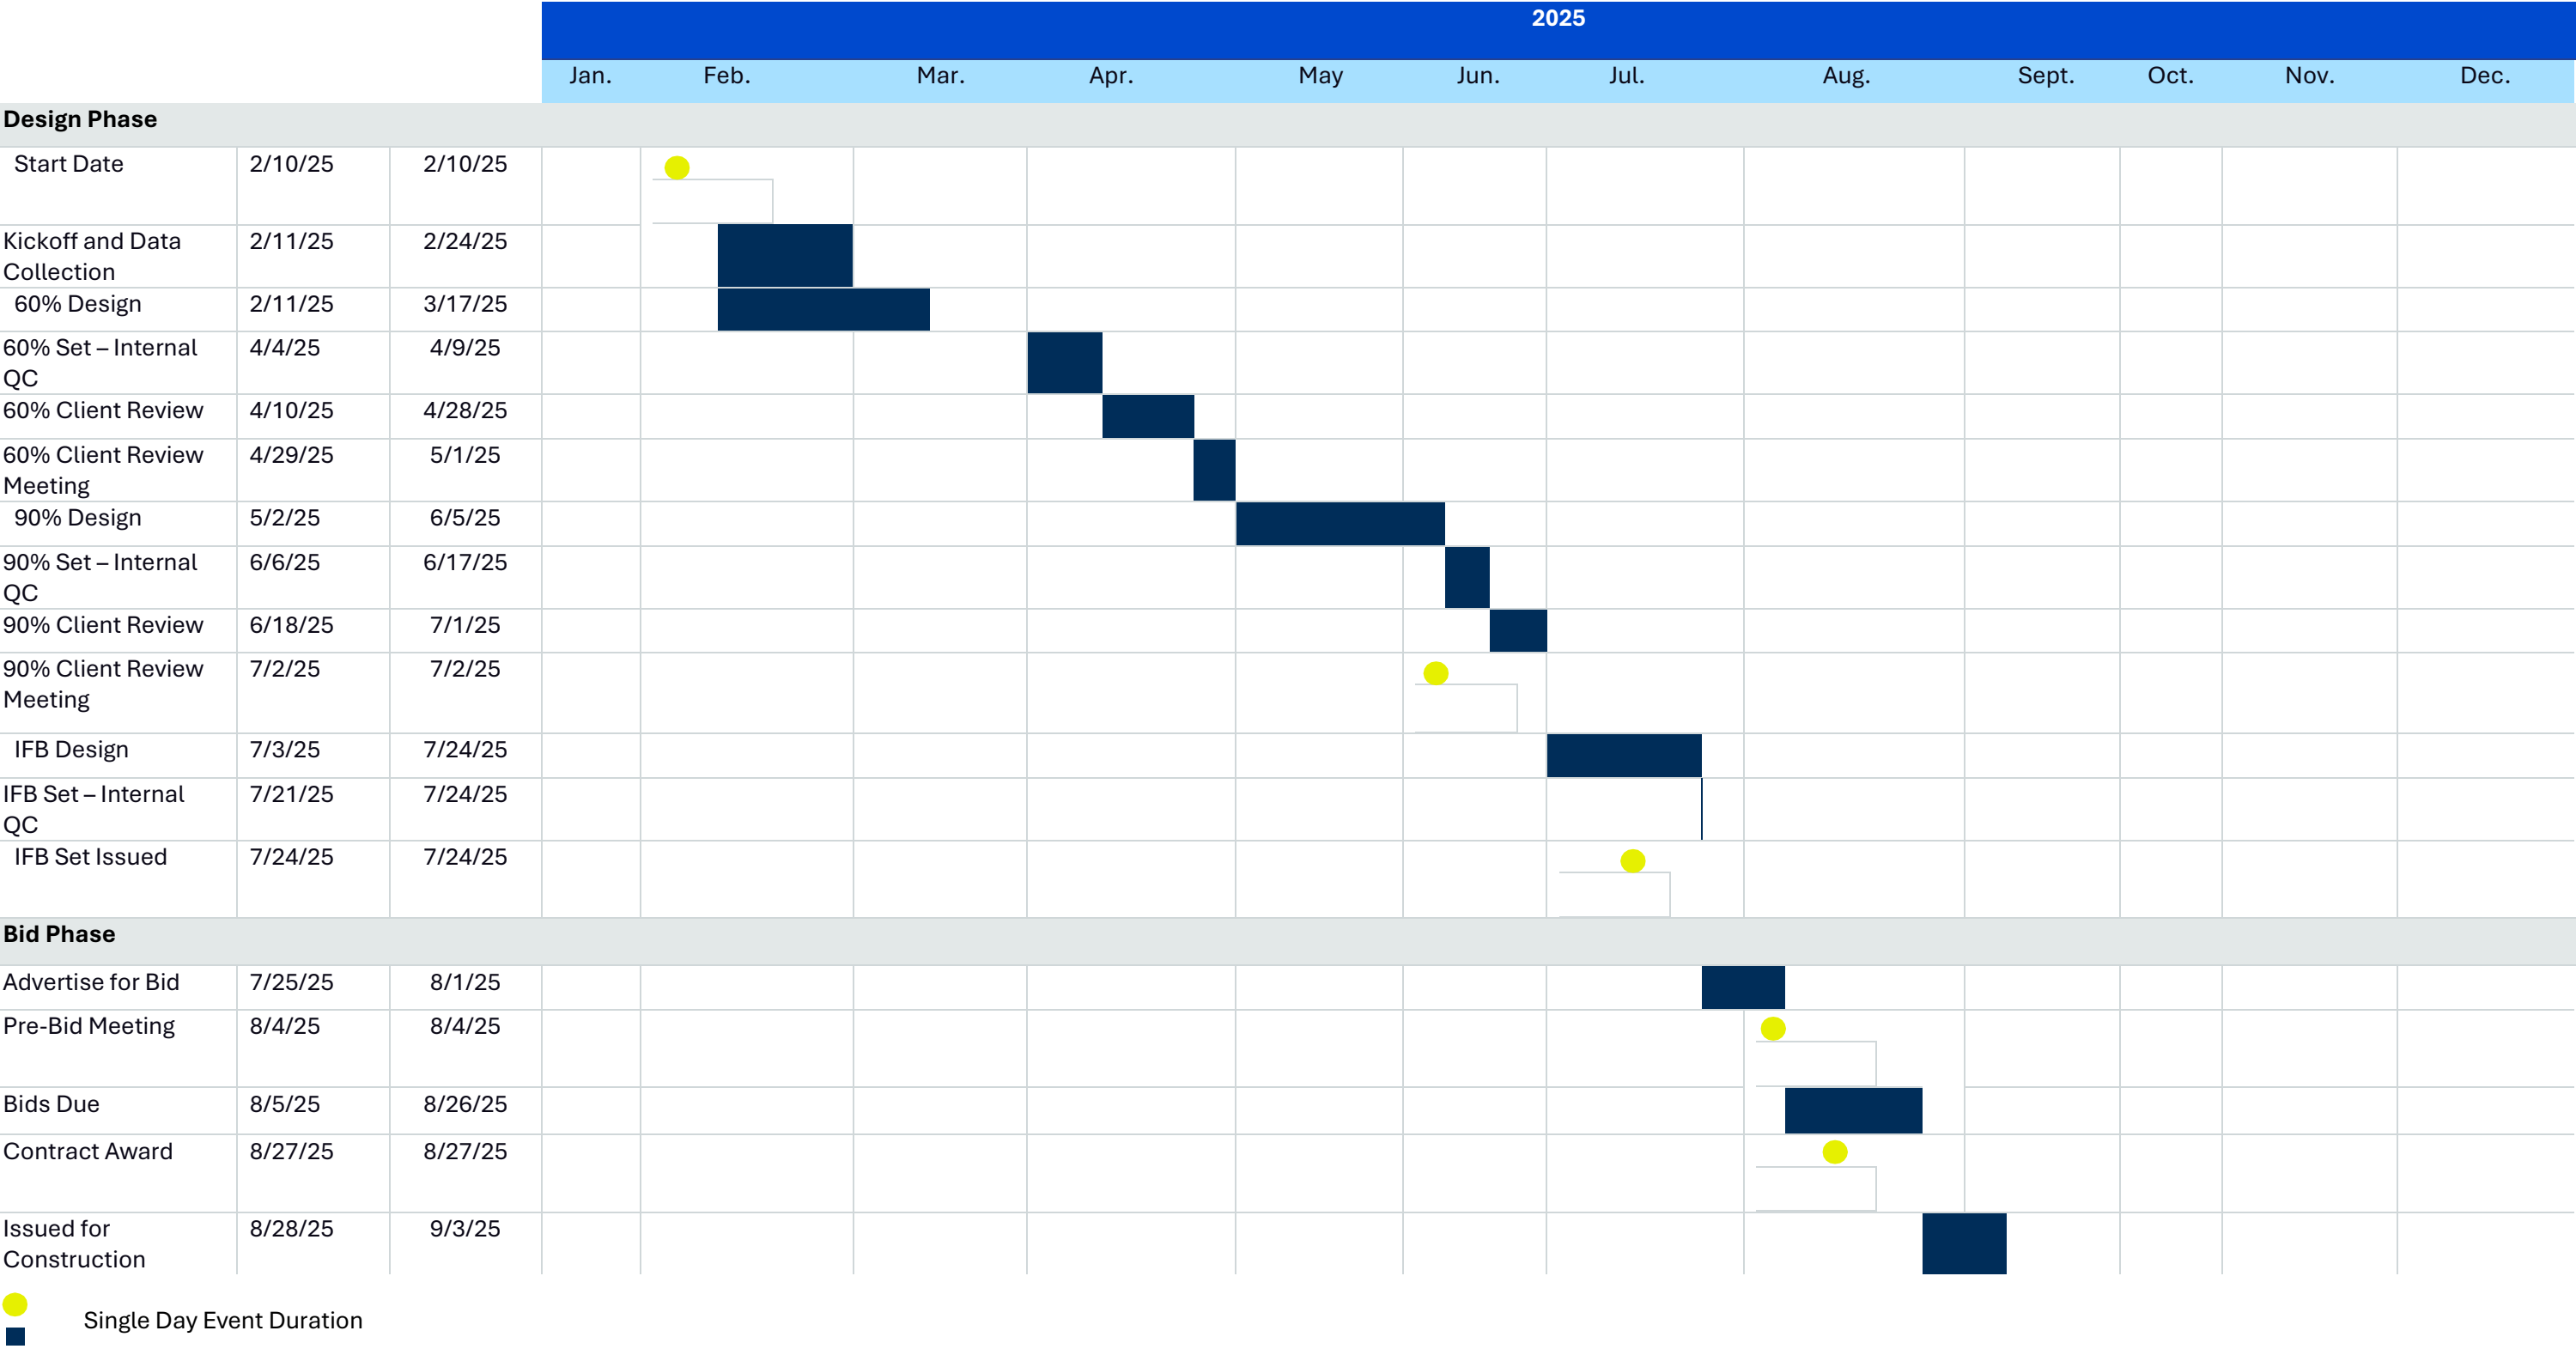 2025
Jan. Feb. Mar. Apr. May Jun. Jul. Aug. Sept. Oct. Nov. Dec.
Design Phase
Start Date 2/10/25 2/10/25
Kickoff and Data 2/11/25 2/24/25
Collection
60% Design 2/11/25 3/17/25
60% Set – Internal 4/4/25 4/9/25
QC
60% Client Review 4/10/25 4/28/25
60% Client Review 4/29/25 5/1/25
Meeting
90% Design 5/2/25 6/5/25
90% Set – Internal 6/6/25 6/17/25
QC
90% Client Review 6/18/25 7/1/25
90% Client Review 7/2/25 7/2/25
Meeting
IFB Design 7/3/25 7/24/25
IFB Set – Internal 7/21/25 7/24/25
QC
IFB Set Issued 7/24/25 7/24/25
Bid Phase
Advertise for Bid 7/25/25 8/1/25
Pre-Bid Meeting 8/4/25 8/4/25
Bids Due 8/5/25 8/26/25
Contract Award 8/27/25 8/27/25
Issued for 8/28/25 9/3/25
Construction
Single Day Event Duration